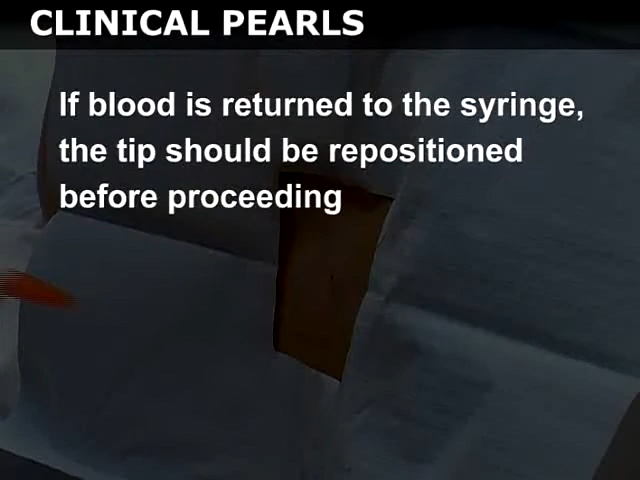 CLINICAL PEARLS
If blood is returned to the syringe,
the tip should be repositioned
before proceeding